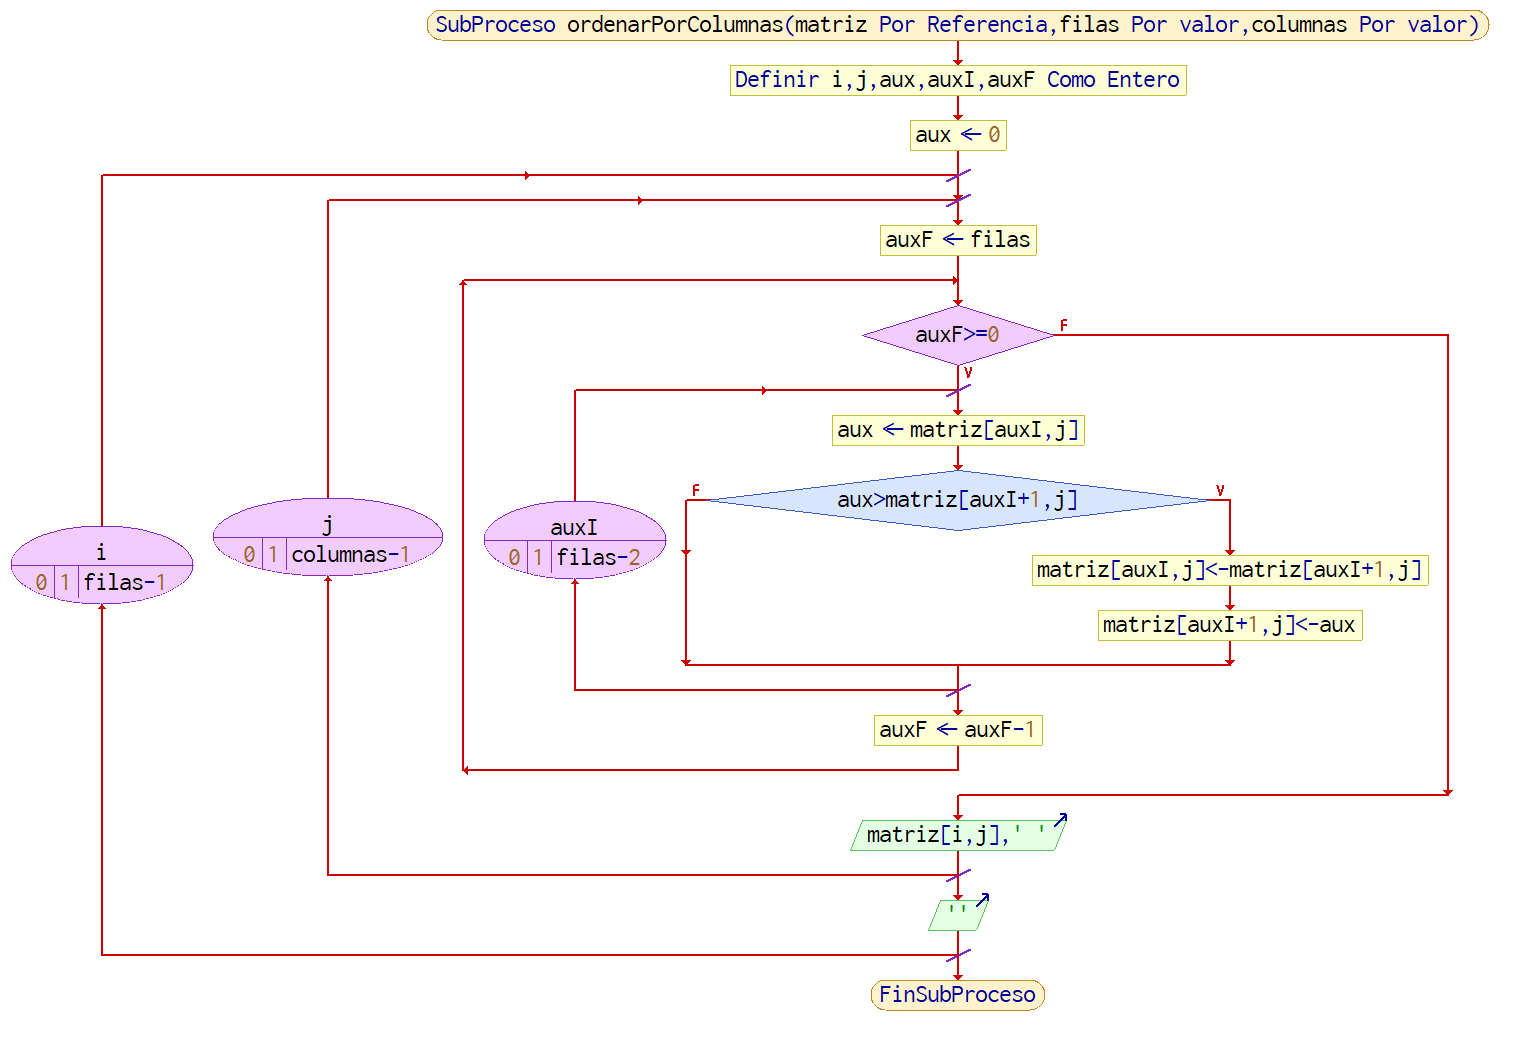 SubProceso ordenarPorColumnas(matriz Por Referencia,filas Por valor,columnas Por valor)
Definir i,j,aux,auxI,auxF Como Entero
aux ← 0
auxF ← filas
auxF>=0
F
V
aux ← matriz[auxI,j]
aux>matriz[auxI+1,j]
F
V
i
0 1 filas-1
j
0 1 columnas-1
auxI
0 1 filas-2
matriz[auxI,j]<-matriz[auxI+1,j]
matriz[auxI+1,j]<-aux
auxF ← auxF-1
matriz[i,j],' '
''
FinSubProceso